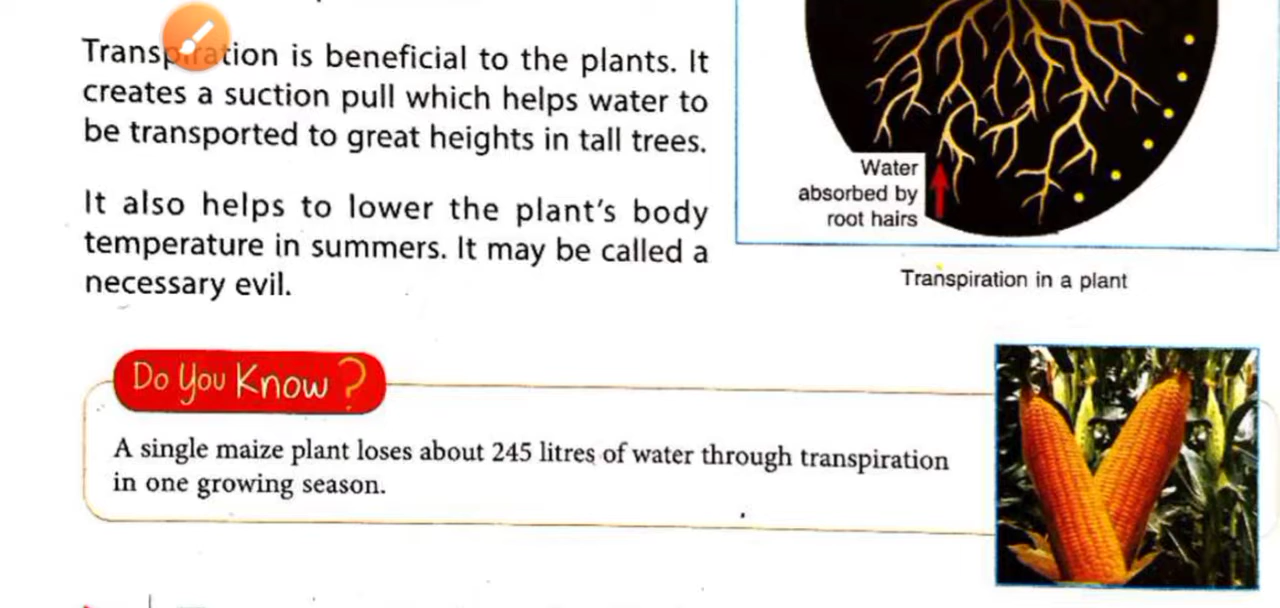 Transpiration is beneficial to the plants. It
creates a suction pull which helps water to
be transported to great heights in tall trees.
It also helps to lower the plant's body
temperature in summers. It may be called a
necessary evil.
Water
absorbed by
root hairs
Transpiration in a plant
Do You Know ?
A single maize plant loses about 245 litres of water through transpiration
in one growing season.